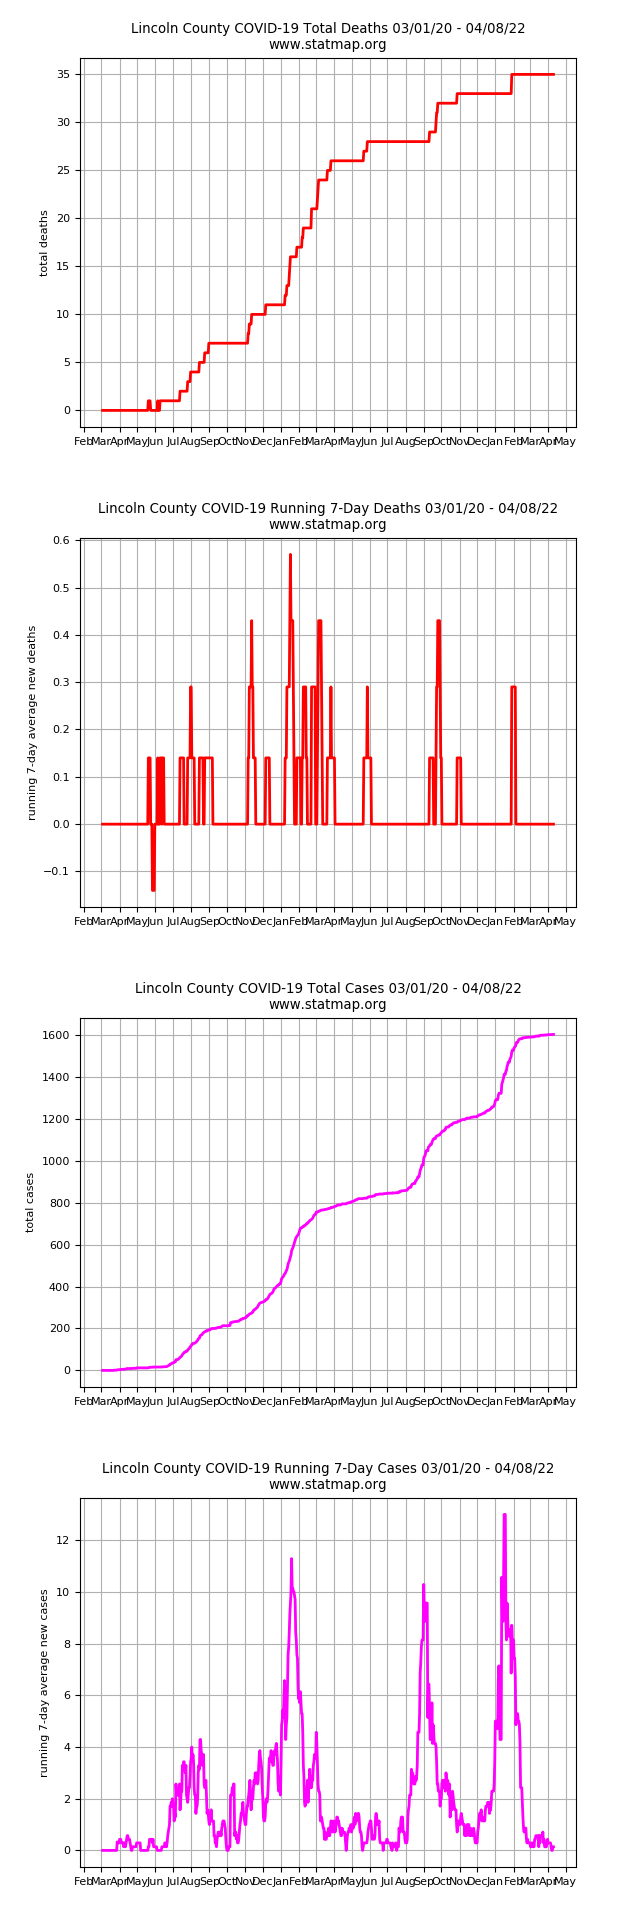 Lincoln County COVID-19 Total Deaths 03/01/20 - 04/08/22
www.statmap.org
35
30
25
20
15
10
5
0
total deaths
Feb Mar Apr May Jun Jul Aug Sep Oct Nov Dec Jan Feb Mar Apr May Jun Jul Aug Sep Oct Nov Dec Jan Feb Mar Apr May
Lincoln County COVID-19 Running 7-Day Deaths 03/01/20 - 04/08/22
www.statmap.org
0.6
0.5
0.4
0.3
0.2
0.1
0.0
−0.1
running 7-day average new deaths
Feb Mar Apr May Jun Jul Aug Sep Oct Nov Dec Jan Feb Mar Apr May Jun Jul Aug Sep Oct Nov Dec Jan Feb Mar Apr May
Lincoln County COVID-19 Total Cases 03/01/20 - 04/08/22
www.statmap.org
1600
1400
1200
1000
800
600
400
200
0
total cases
Feb Mar Apr May Jun Jul Aug Sep Oct Nov Dec Jan Feb Mar Apr May Jun Jul Aug Sep Oct Nov Dec Jan Feb Mar Apr May
Lincoln County COVID-19 Running 7-Day Cases 03/01/20 - 04/08/22
www.statmap.org
12
10
8
6
4
2
0
running 7-day average new cases
Feb Mar Apr May Jun Jul Aug Sep Oct Nov Dec Jan Feb Mar Apr May Jun Jul Aug Sep Oct Nov Dec Jan Feb Mar Apr May